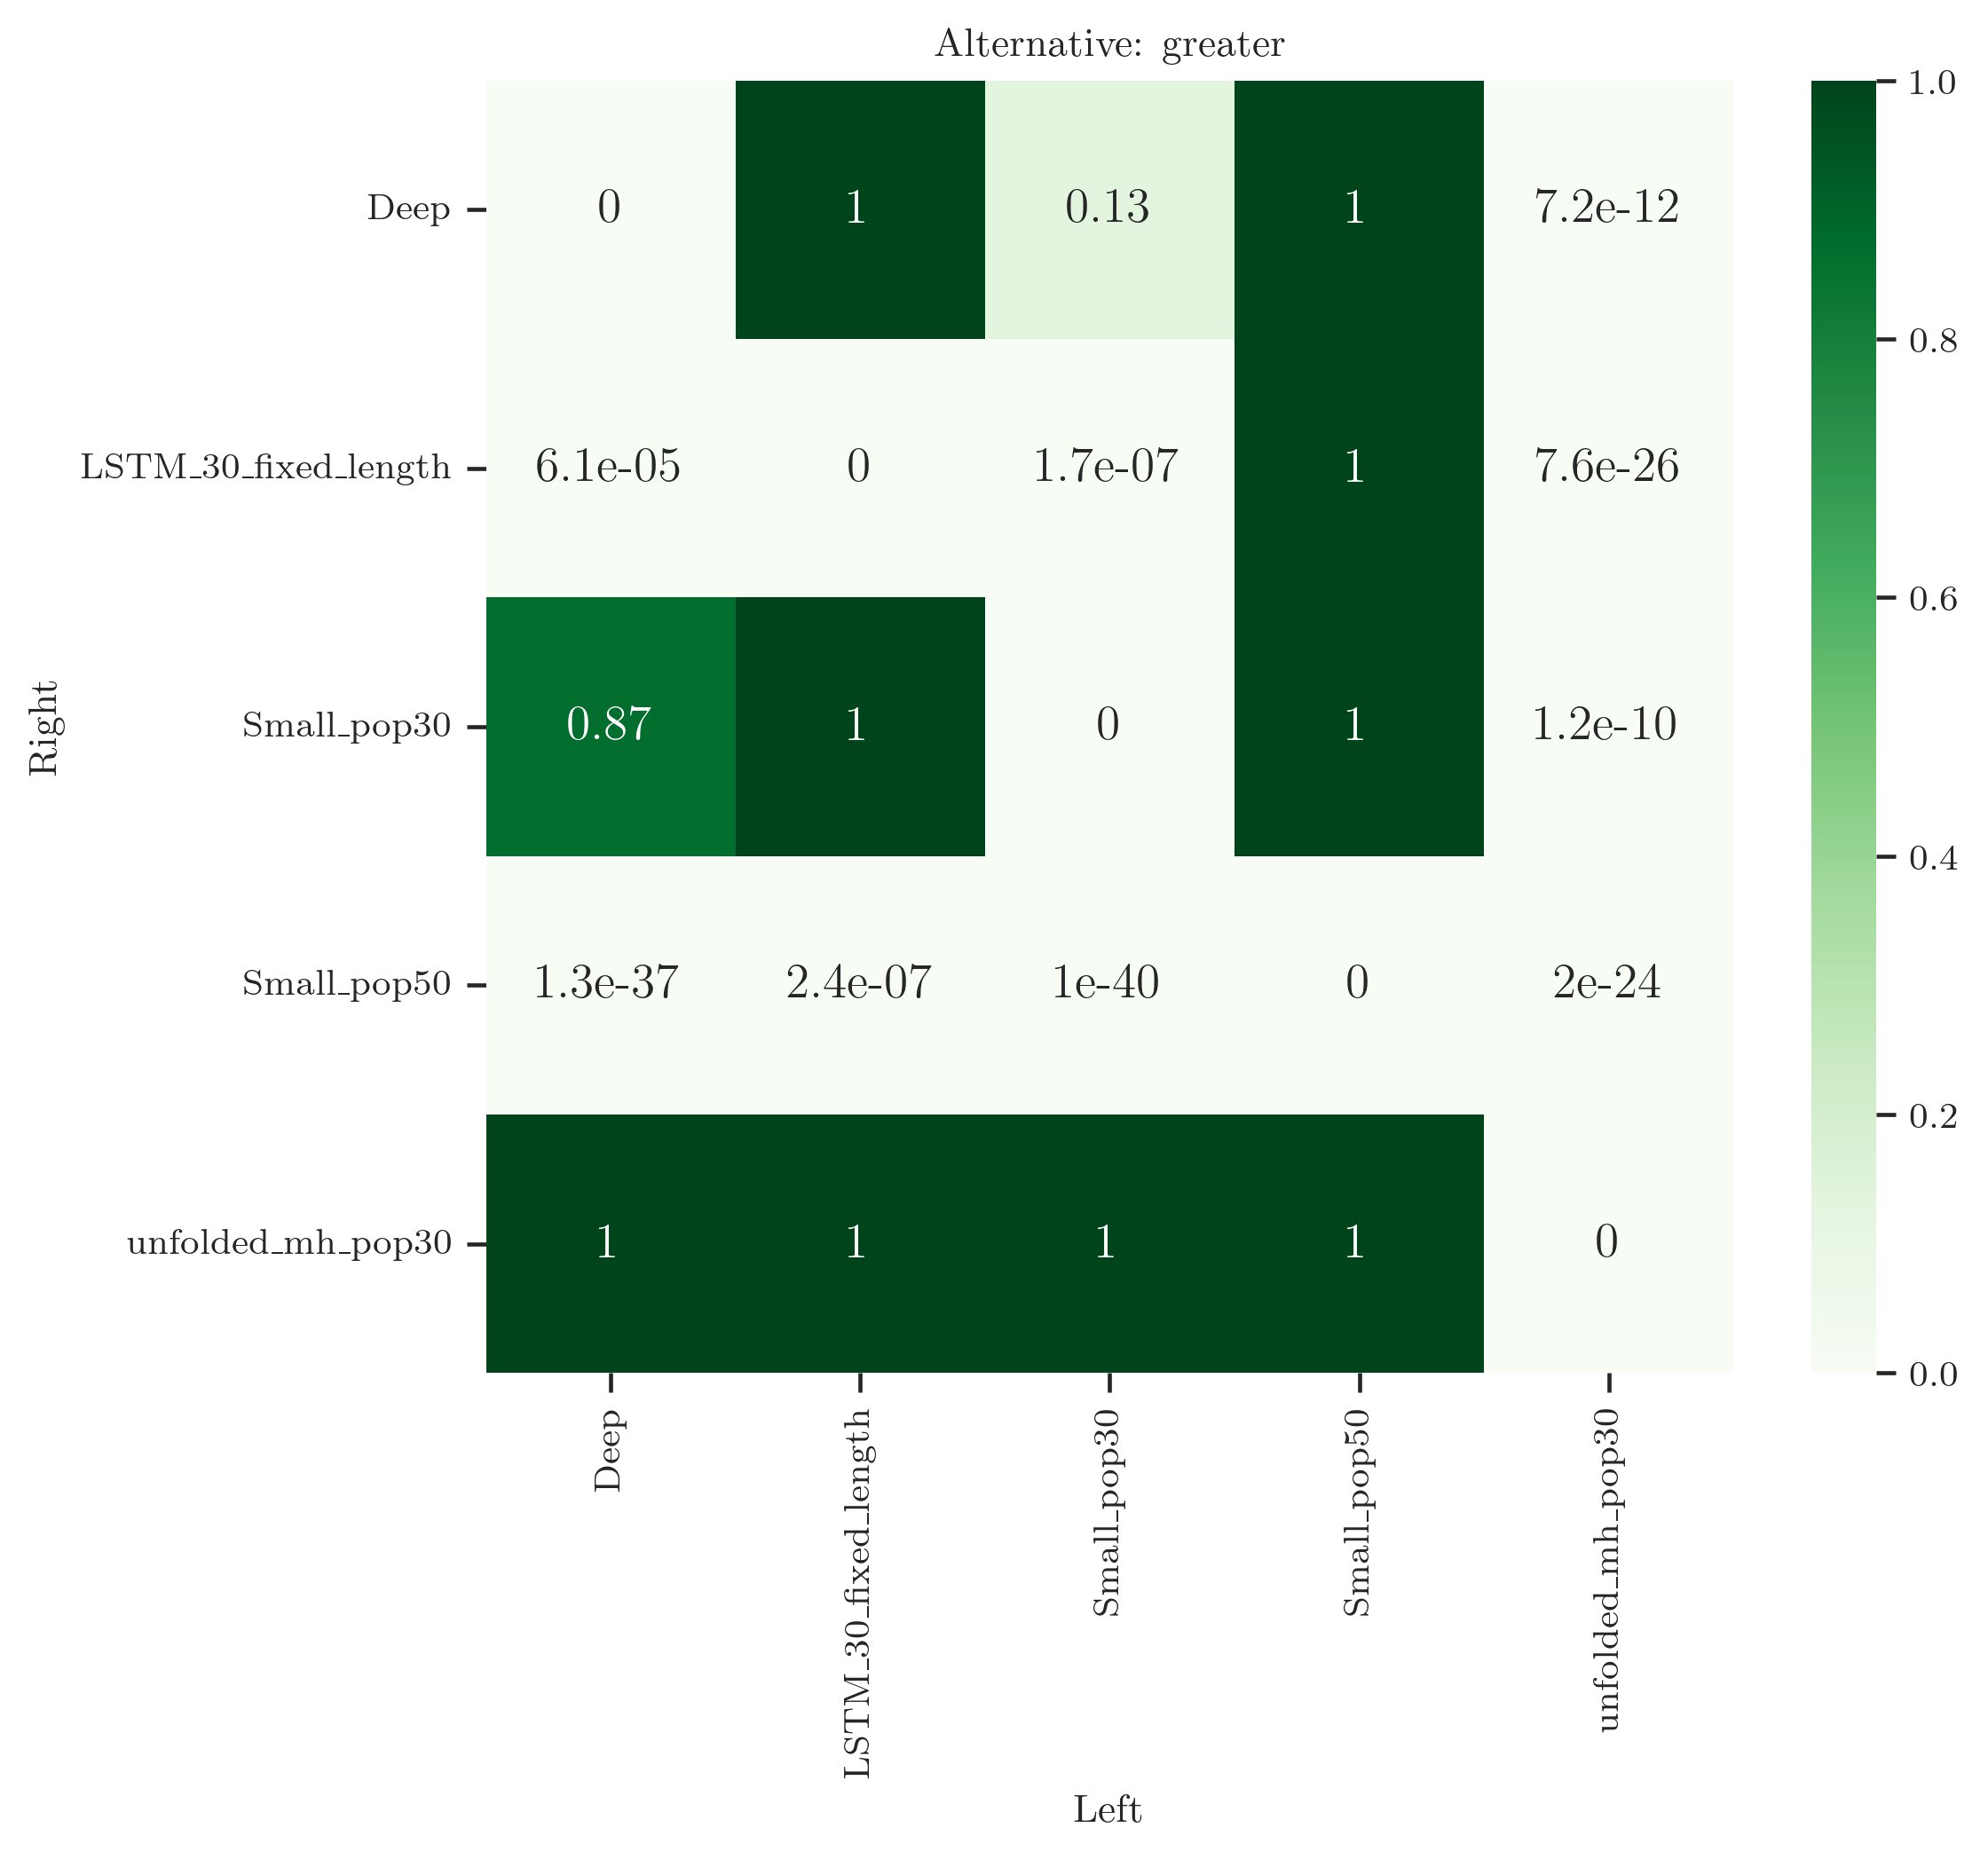 Alternative: greater
Deep 0 1 0.13 1 7.2e-12
LSTM_30_fixed_length 6.1e-05 0 1.7e-07 1 7.6e-26
Small_pop30 0.87 1 0 1 1.2e-10
Small_pop50 1.3e-37 2.4e-07 1e-40 0 2e-24
unfolded_mh_pop30 1 1 1 1 0
Right
Deep
LSTM_30_fixed_length
Small_pop30
Small_pop50
unfolded_mh_pop30
Left
1.0
0.8
0.6
0.4
0.2
0.0